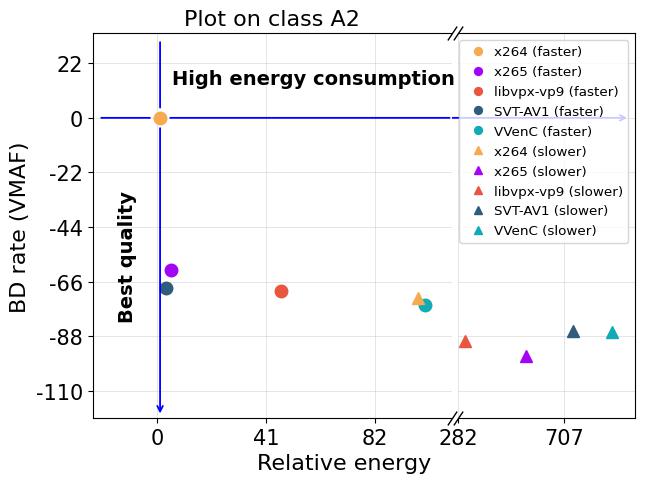 Plot on class A2
High energy consumption
Best quality
BD rate (VMAF)
22
0
-22
-44
-66
-88
-110
0 41 82 282 707
Relative energy
x264 (faster)
x265 (faster)
libvpx-vp9 (faster)
SVT-AV1 (faster)
VVenC (faster)
x264 (slower)
x265 (slower)
libvpx-vp9 (slower)
SVT-AV1 (slower)
VVenC (slower)